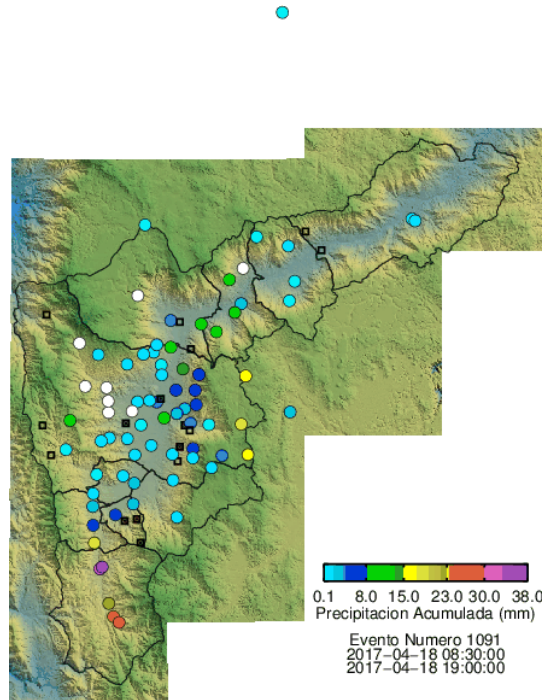 0.1 8.0 15.0 23.0 30.0 38.0
Precipitacion Acumulada (mm)
Evento Numero 1091
2017-04-18 08:30:00
2017-04-18 19:00:00